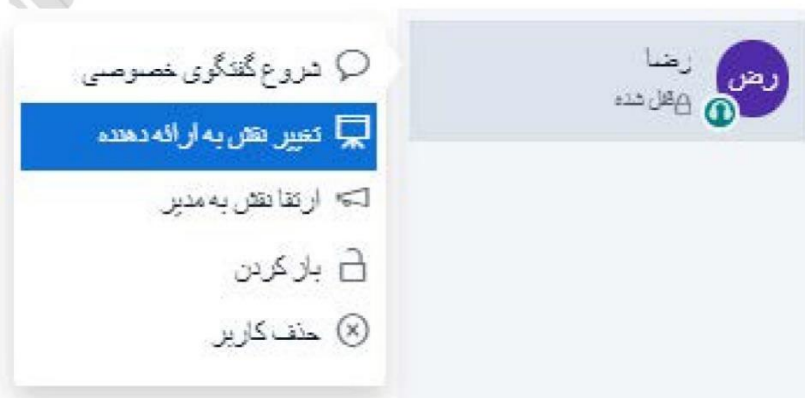 رضا
رض
قفل شده
شروع گفتگوی خصوصی
تغییر نقش به ارائه دهنده
ارتقا نقش به مدیر
باز کردن
حذف کاربر